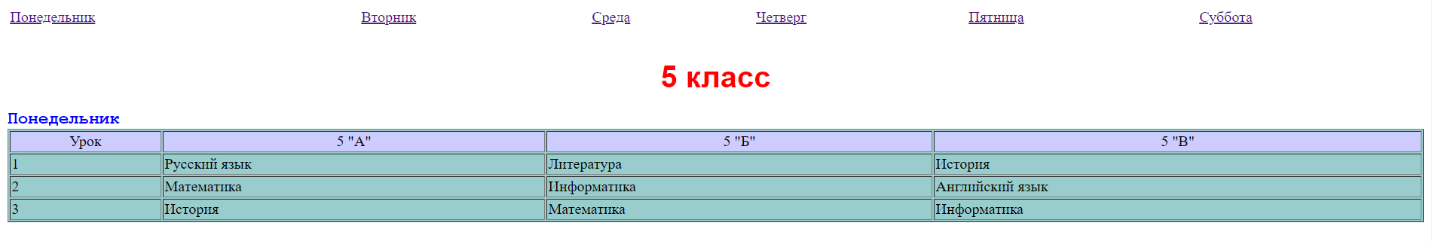 Понедельник Вторник Среда Четверг Пятница Суббота
5 класс
Понедельник
Урок 5 "А" 5 "Б" 5 "В"
1 Русский язык Литература История
2 Математика Информатика Английский язык
3 История Математика Информатика